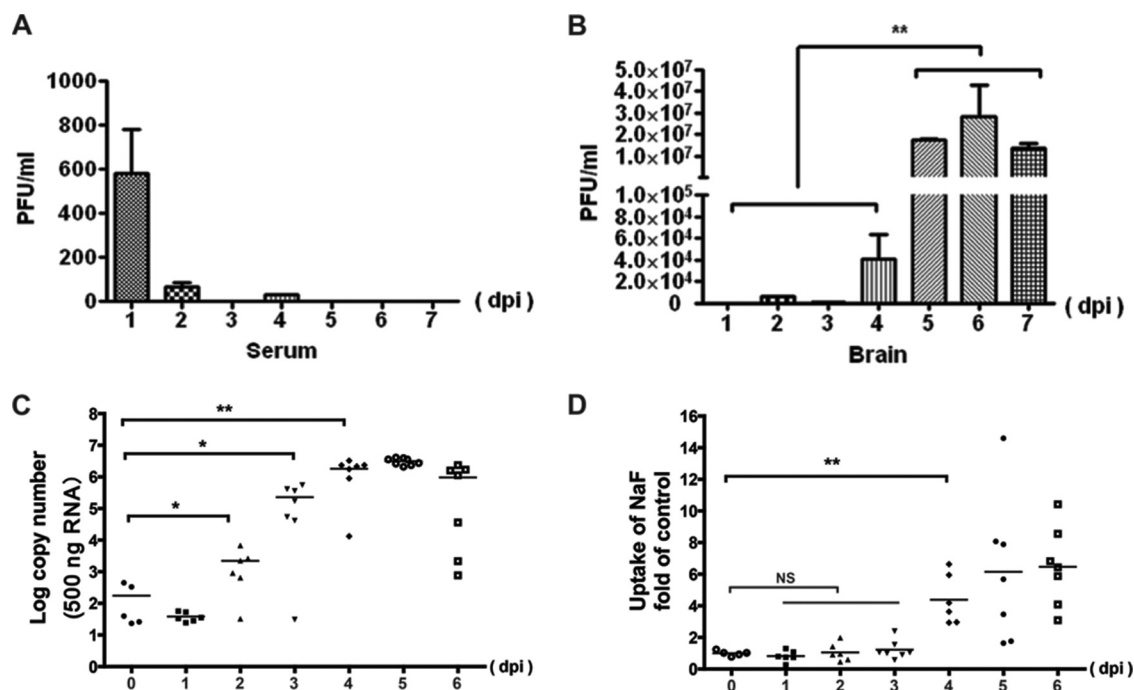 A
PFU/ml
1000
800
600
400
200
0
1 2 3 4 5 6 7 ( dpi )
Serum
B
**
PFU/ml
5.0×10⁷
4.0×10⁷
3.0×10⁷
2.0×10⁷
1.0×10⁷
1.0×10⁵
8.0×10⁴
6.0×10⁴
4.0×10⁴
2.0×10⁴
0
1 2 3 4 5 6 7 ( dpi )
Brain
C
Log copy number
(500 ng RNA)
8
7
6
5
4
3
2
1
0
**
*
*
0 1 2 3 4 5 6 ( dpi )
D
Uptake of NaF
fold of control
16
14
12
10
8
6
4
2
0
**
NS
0 1 2 3 4 5 6 ( dpi )